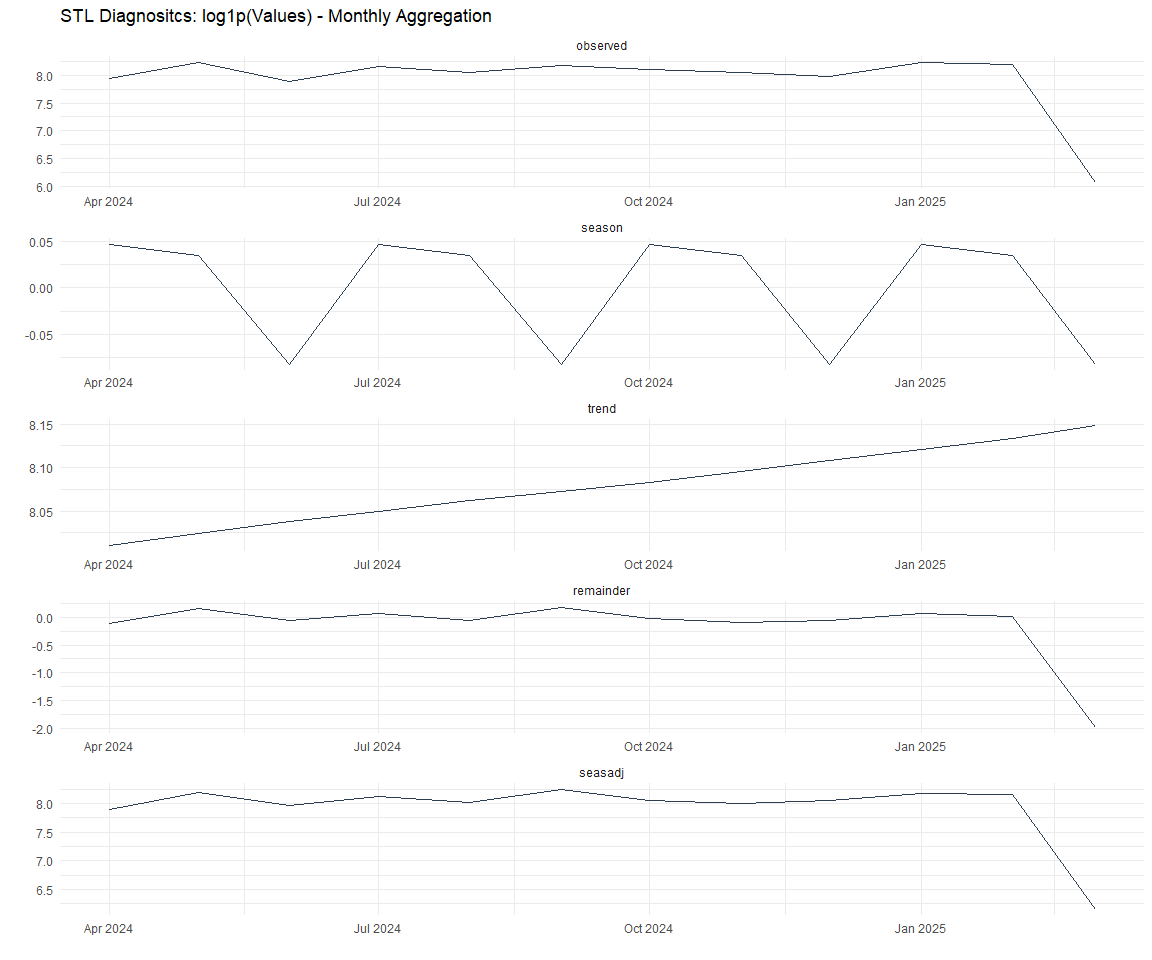 STL Diagnositcs: log1p(Values) - Monthly Aggregation
observed
8.0
7.5
7.0
6.5
6.0
Apr 2024 Jul 2024 Oct 2024 Jan 2025
season
0.05
0.00
-0.05
Apr 2024 Jul 2024 Oct 2024 Jan 2025
trend
8.15
8.10
8.05
Apr 2024 Jul 2024 Oct 2024 Jan 2025
remainder
0.0
-0.5
-1.0
-1.5
-2.0
Apr 2024 Jul 2024 Oct 2024 Jan 2025
seasadj
8.0
7.5
7.0
6.5
Apr 2024 Jul 2024 Oct 2024 Jan 2025